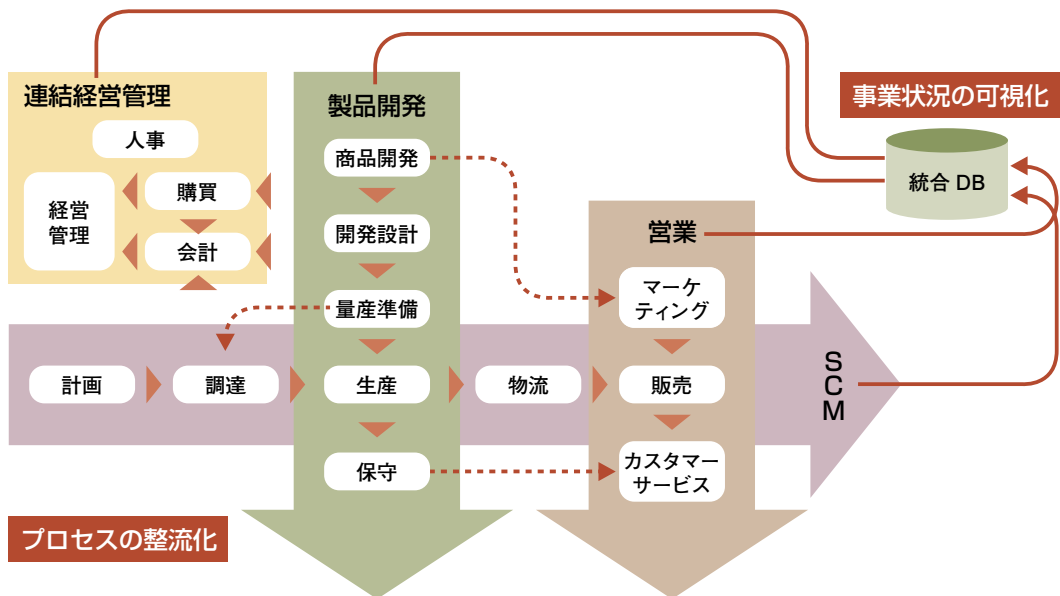 連結経営管理
人事
経営
管理
購買
会計
製品開発
商品開発
開発設計
量産準備
生産
保守
営業
マーケ
ティング
販売
カスタマー
サービス
計画
調達
物流
SCM
事業状況の可視化
統合 DB
プロセスの整流化